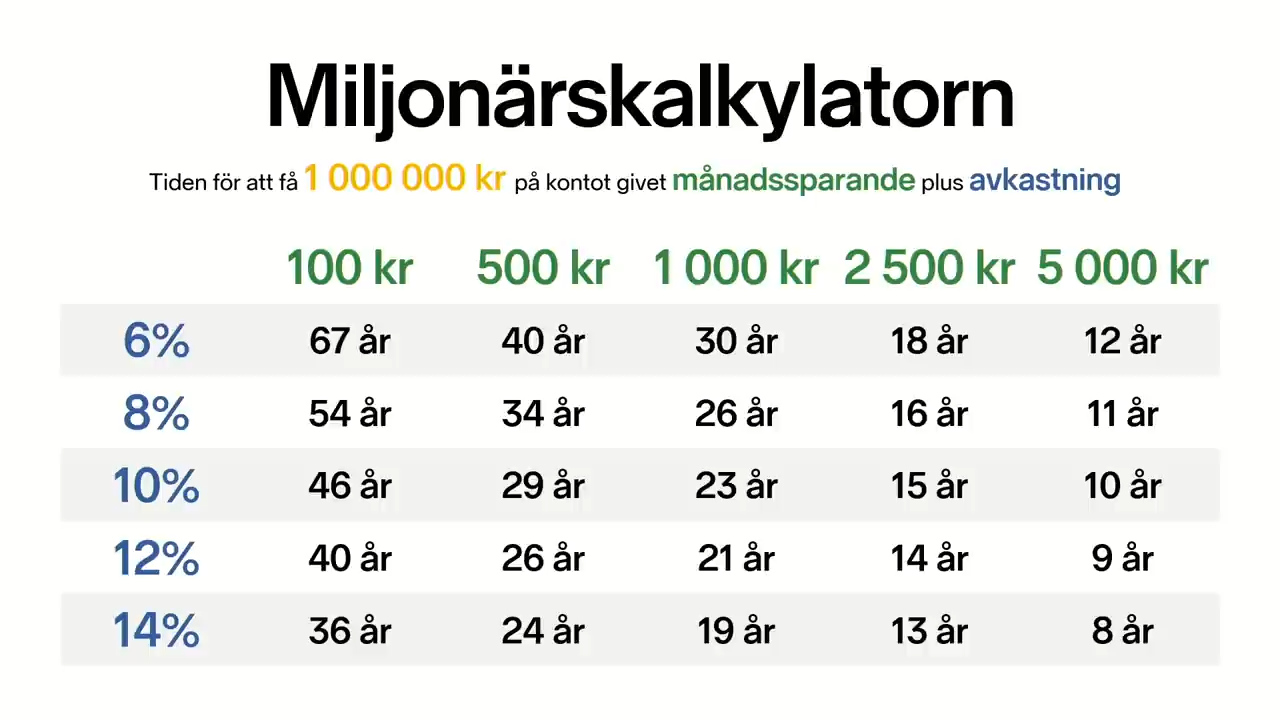 Miljonärskalkylatorn
Tiden för att få 1 000 000 kr på kontot givet månadssparande plus avkastning
100 kr 500 kr 1 000 kr 2 500 kr 5 000 kr
6% 67 år 40 år 30 år 18 år 12 år
8% 54 år 34 år 26 år 16 år 11 år
10% 46 år 29 år 23 år 15 år 10 år
12% 40 år 26 år 21 år 14 år 9 år
14% 36 år 24 år 19 år 13 år 8 år